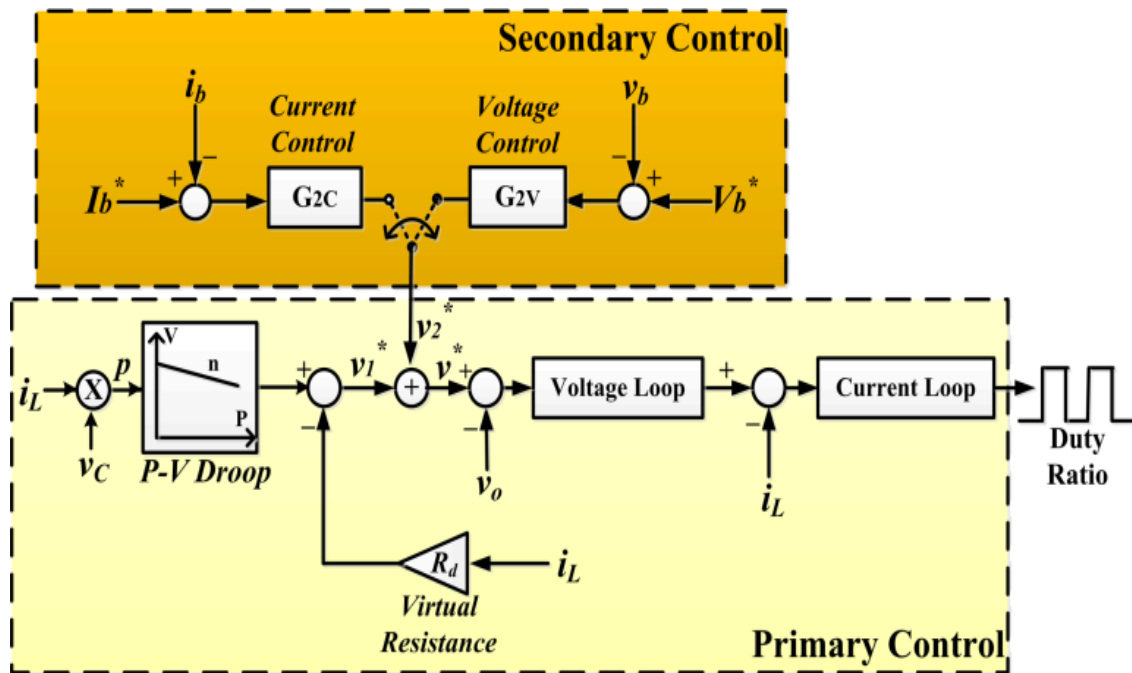 Secondary Control
i_b
Current
Control
Voltage
Control
v_b
−
−
+
+
I_b*
G2C
G2V
V_b*
v_2*
V
n
P
p
i_L
X
v_C
P-V Droop
+
−
v_1*
+
v*
+
−
v_o
Voltage Loop
+
−
i_L
Current Loop
Duty
Ratio
R_d
i_L
Virtual
Resistance
Primary Control